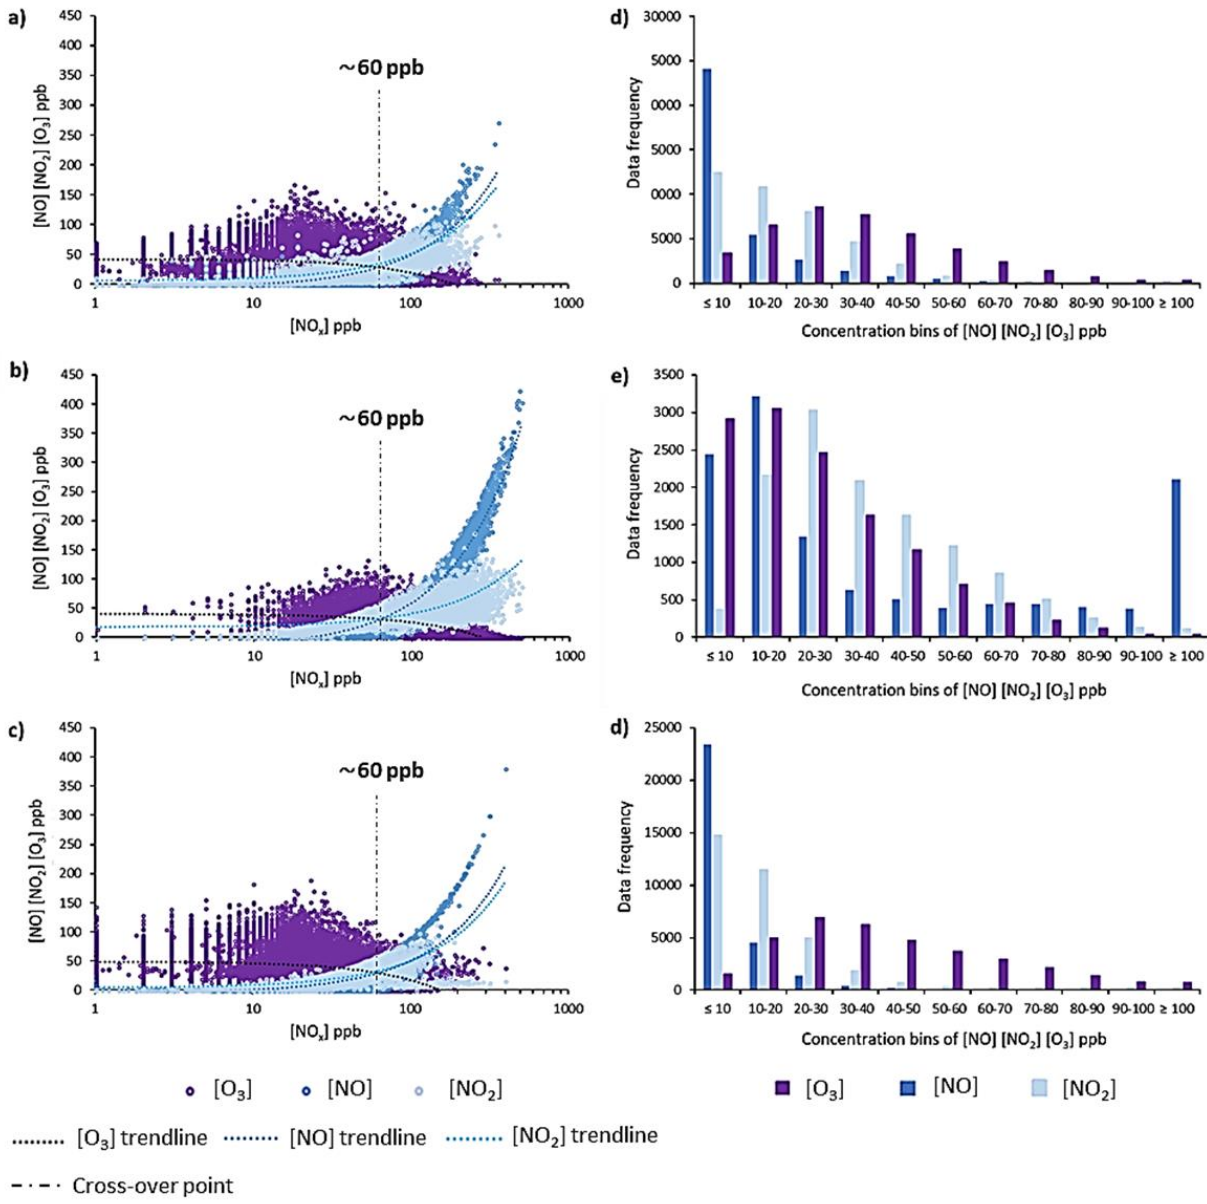 a)
450
400
350
300
250
200
150
100
50
0
~60 ppb
[NO] [NO₂] [O₃] ppb
1 10 100 1000
[NOₓ] ppb
d)
30000
5000
0000
5000
0000
5000
0
Data frequency
≤ 10 10-20 20-30 30-40 40-50 50-60 60-70 70-80 80-90 90-100 ≥ 100
Concentration bins of [NO] [NO₂] [O₃] ppb
b)
450
400
350
300
250
200
150
100
50
0
~60 ppb
[NO] [NO₂] [O₃] ppb
1 10 100 1000
[NOₓ] ppb
e)
3500
3000
2500
2000
1500
1000
500
0
Data frequency
≤ 10 10-20 20-30 30-40 40-50 50-60 60-70 70-80 80-90 90-100 ≥ 100
Concentration bins of [NO] [NO₂] [O₃] ppb
c)
450
400
350
300
250
200
150
100
50
0
~60 ppb
[NO] [NO₂] [O₃] ppb
1 10 100 1000
[NOₓ] ppb
d)
25000
20000
15000
10000
5000
0
Data frequency
≤ 10 10-20 20-30 30-40 40-50 50-60 60-70 70-80 80-90 90-100 ≥ 100
Concentration bins of [NO] [NO₂] [O₃] ppb
[O₃] [NO] [NO₂]
[O₃] [NO] [NO₂]
[O₃] trendline [NO] trendline [NO₂] trendline
Cross-over point